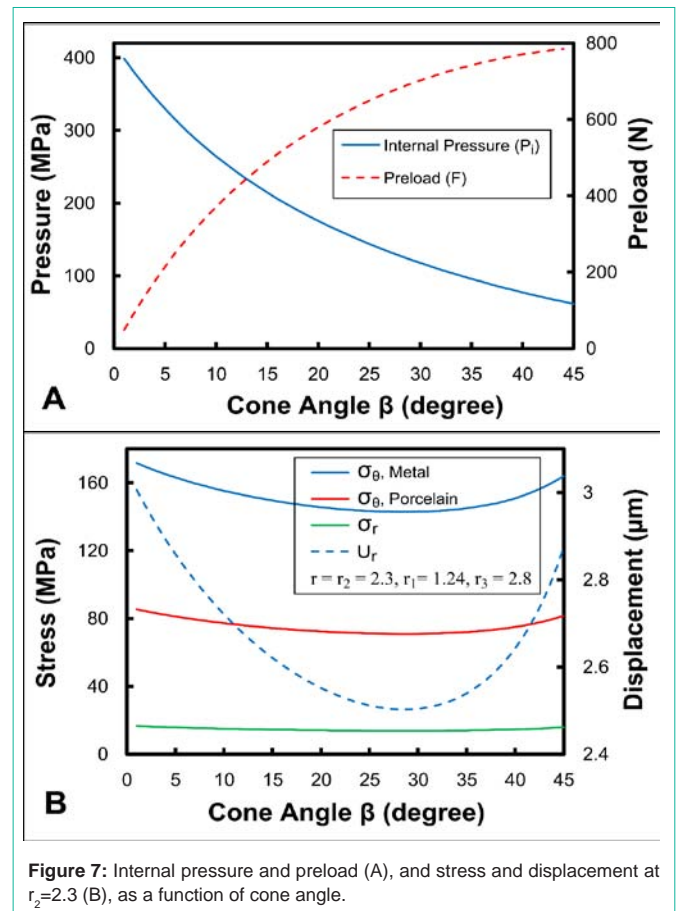 400
300
200
100
0
Pressure (MPa)
800
600
400
200
0
Preload (N)
Internal Pressure (Pᵢ)
Preload (F)
0 5 10 15 20 25 30 35 40 45
Cone Angle β (degree)
A
160
120
80
40
0
Stress (MPa)
3
2.8
2.6
2.4
Displacement (μm)
σθ, Metal
σθ, Porcelain
σr
Ur
r = r₂ = 2.3, r₁= 1.24, r₃ = 2.8
0 5 10 15 20 25 30 35 40 45
Cone Angle β (degree)
B
Figure 7: Internal pressure and preload (A), and stress and displacement at
r₂=2.3 (B), as a function of cone angle.